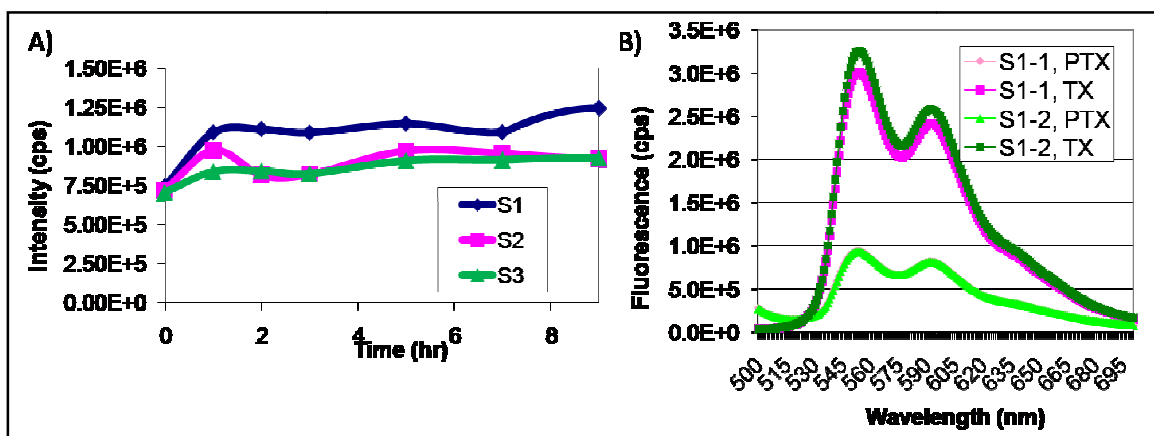 A)
1.50E+6
1.25E+6
1.00E+6
7.50E+5
5.00E+5
2.50E+5
0.00E+0
Intensity (cps)
0 2 4 6 8
Time (hr)
S1
S2
S3
B)
3.5E+6
3.0E+6
2.5E+6
2.0E+6
1.5E+6
1.0E+6
5.0E+5
0.0E+0
Fluorescence (cps)
500 515 530 545 560 575 590 605 620 635 650 665 680 695
Wavelength (nm)
S1-1, PTX
S1-1, TX
S1-2, PTX
S1-2, TX